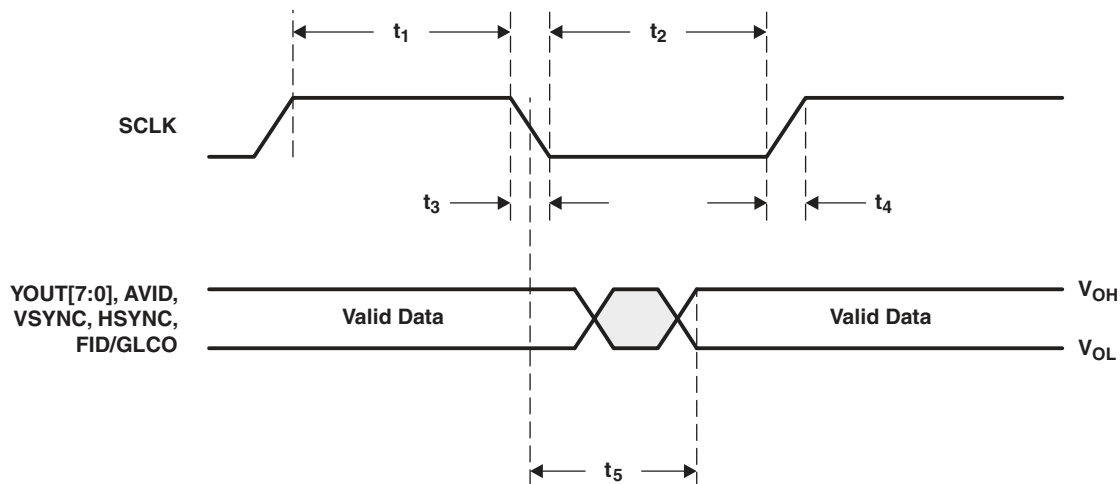 t1
t2
SCLK
t3
t4
YOUT[7:0], AVID,
VSYNC, HSYNC,
FID/GLCO
Valid Data
Valid Data
VOH
VOL
t5